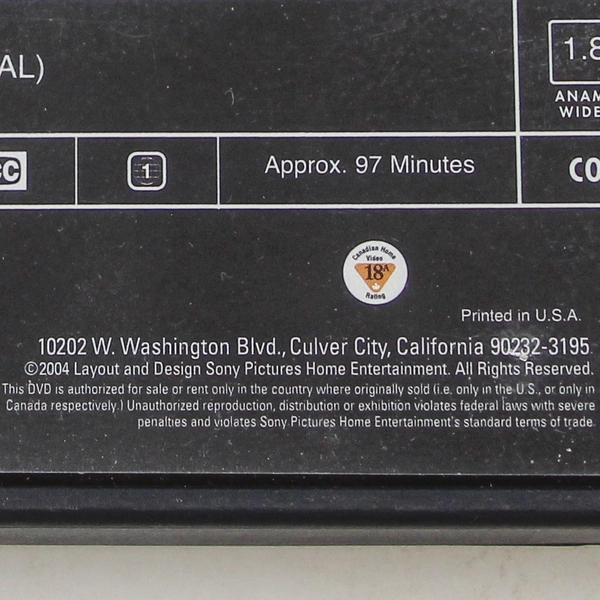 AL)
1.8
ANAM
WIDE
CC
1
Approx. 97 Minutes
CO
Canadian Home
Video
18A
Rating
Printed in U.S.A.
10202 W. Washington Blvd., Culver City, California 90232-3195
©2004 Layout and Design Sony Pictures Home Entertainment. All Rights Reserved.
This DVD is authorized for sale or rent only in the country where originally sold (i.e. only in the U.S., or only in
Canada respectively.) Unauthorized reproduction, distribution or exhibition violates federal laws with severe
penalties and violates Sony Pictures Home Entertainment's standard terms of trade.